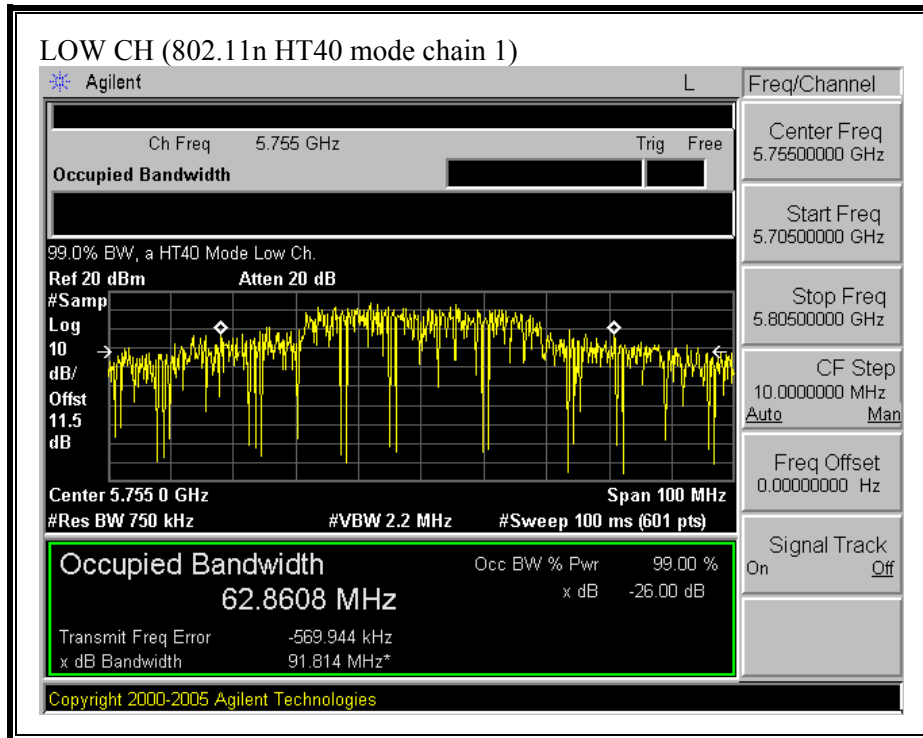 LOW CH (802.11n HT40 mode chain 1)
Agilent L
Freq/Channel
Ch Freq 5.755 GHz Trig Free
Occupied Bandwidth
Center Freq
5.75500000 GHz
Start Freq
5.70500000 GHz
Stop Freq
5.80500000 GHz
CF Step
10.0000000 MHz
Auto Man
Freq Offset
0.00000000 Hz
Signal Track
On Off
99.0% BW, a HT40 Mode Low Ch.
Ref 20 dBm Atten 20 dB
#Samp
Log
10
dB/
Offst
11.5
dB
Center 5.755 0 GHz Span 100 MHz
#Res BW 750 kHz #VBW 2.2 MHz #Sweep 100 ms (601 pts)
Occupied Bandwidth Occ BW % Pwr 99.00 %
62.8608 MHz x dB -26.00 dB
Transmit Freq Error -569.944 kHz
x dB Bandwidth 91.814 MHz*
Copyright 2000-2005 Agilent Technologies